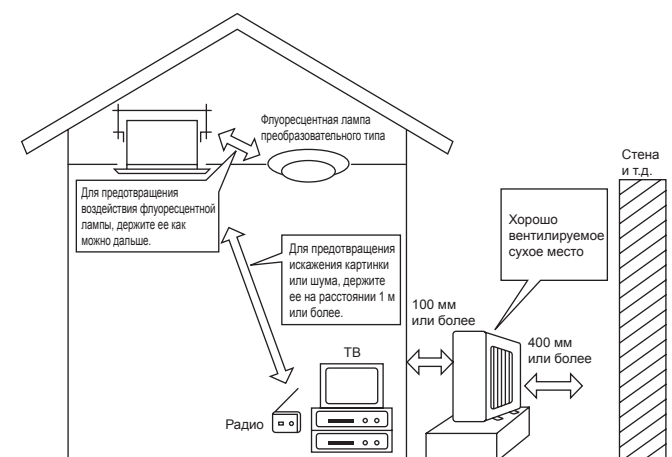 Флуоресцентная лампа
преобразовательного типа
Для предотвращения
воздействия флуоресцентной
лампы, держите ее как
можно дальше.
Для предотвращения
искажения картинки
или шума, держите
ее на расстоянии 1 м
или более.
ТВ
Радио
100 мм
или более
Хорошо
вентилируемое
сухое место
400 мм
или более
Стена
и т.д.